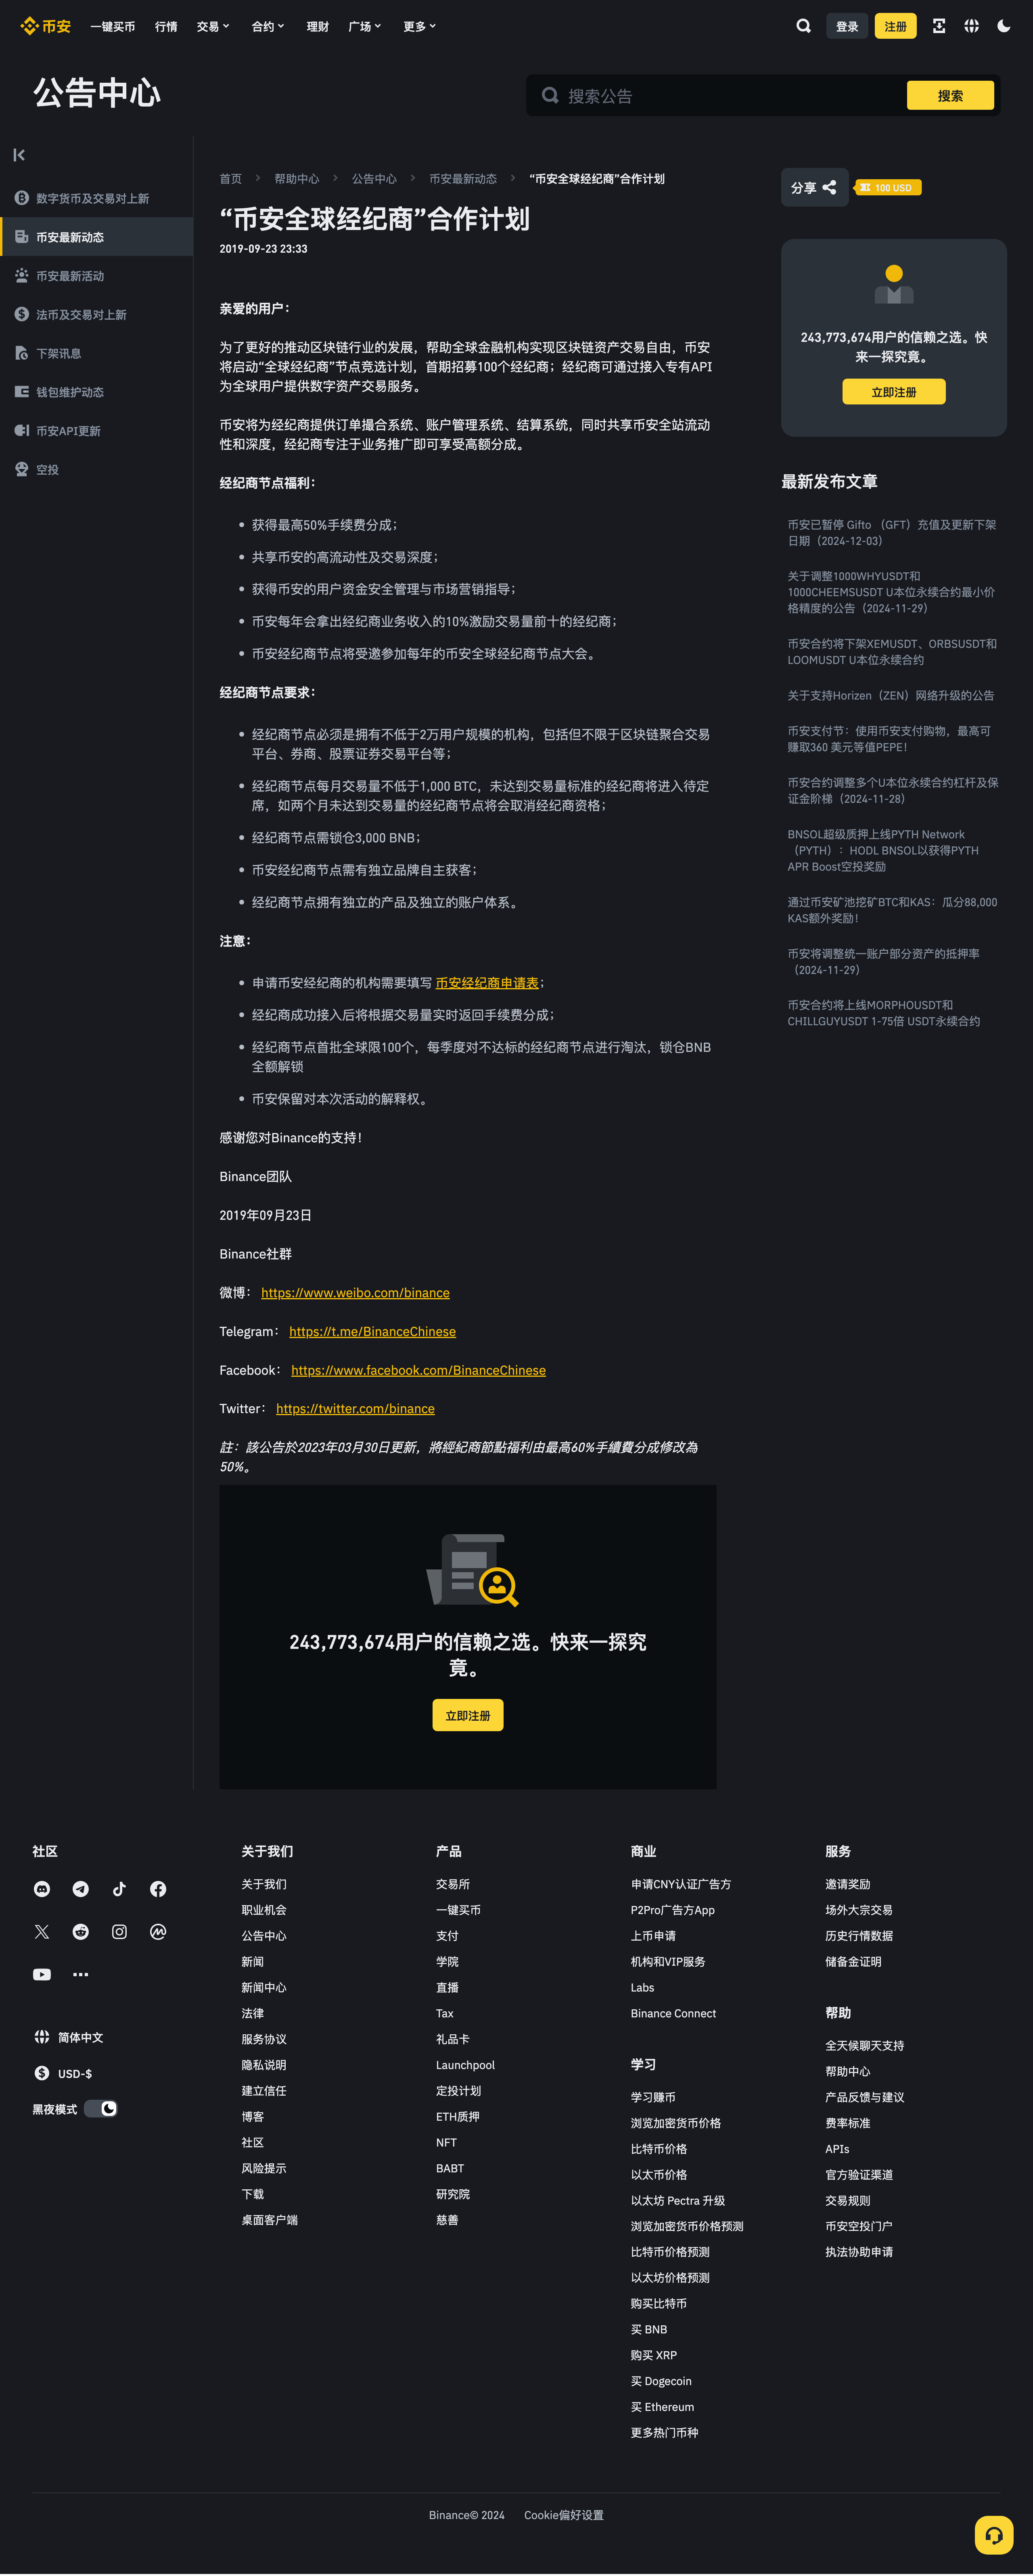 币安 一键买币 行情 交易 合约 理财 广场 更多 登录 注册
公告中心
搜索公告 搜索
数字货币及交易对上新
币安最新动态
币安最新活动
法币及交易对上新
下架讯息
钱包维护动态
币安API更新
空投
首页 帮助中心 公告中心 币安最新动态 “币安全球经纪商”合作计划
“币安全球经纪商”合作计划
2019-09-23 23:33
亲爱的用户：
为了更好的推动区块链行业的发展，帮助全球金融机构实现区块链资产交易自由，币安
将启动“全球经纪商”节点竞选计划，首期招募100个经纪商；经纪商可通过接入专有API
为全球用户提供数字资产交易服务。
币安将为经纪商提供订单撮合系统、账户管理系统、结算系统，同时共享币安全站流动
性和深度，经纪商专注于业务推广即可享受高额分成。
经纪商节点福利：
获得最高50%手续费分成；
共享币安的高流动性及交易深度；
获得币安的用户资金安全管理与市场营销指导；
币安每年会拿出经纪商业务收入的10%激励交易量前十的经纪商；
币安经纪商节点将受邀参加每年的币安全球经纪商节点大会。
经纪商节点要求：
经纪商节点必须是拥有不低于2万用户规模的机构，包括但不限于区块链聚合交易
平台、券商、股票证券交易平台等；
经纪商节点每月交易量不低于1,000 BTC，未达到交易量标准的经纪商将进入待定
席，如两个月未达到交易量的经纪商节点将会取消经纪商资格；
经纪商节点需锁仓3,000 BNB；
币安经纪商节点需有独立品牌自主获客；
经纪商节点拥有独立的产品及独立的账户体系。
注意：
申请币安经纪商的机构需要填写 币安经纪商申请表；
经纪商成功接入后将根据交易量实时返回手续费分成；
经纪商节点首批全球限100个，每季度对不达标的经纪商节点进行淘汰，锁仓BNB
全额解锁
币安保留对本次活动的解释权。
感谢您对Binance的支持！
Binance团队
2019年09月23日
Binance社群
微博： https://www.weibo.com/binance
Telegram： https://t.me/BinanceChinese
Facebook： https://www.facebook.com/BinanceChinese
Twitter： https://twitter.com/binance
註：該公告於2023年03月30日更新，將經紀商節點福利由最高60%手續費分成修改為
50%。
243,773,674用户的信赖之选。快来一探究
竟。
立即注册
分享 100 USD
243,773,674用户的信赖之选。快
来一探究竟。
立即注册
最新发布文章
币安已暂停 Gifto （GFT）充值及更新下架
日期（2024-12-03）
关于调整1000WHYUSDT和
1000CHEEMSUSDT U本位永续合约最小价
格精度的公告（2024-11-29）
币安合约将下架XEMUSDT、ORBSUSDT和
LOOMUSDT U本位永续合约
关于支持Horizen（ZEN）网络升级的公告
币安支付节：使用币安支付购物，最高可
赚取360 美元等值PEPE！
币安合约调整多个U本位永续合约杠杆及保
证金阶梯（2024-11-28）
BNSOL超级质押上线PYTH Network
（PYTH）：HODL BNSOL以获得PYTH
APR Boost空投奖励
通过币安矿池挖矿BTC和KAS：瓜分88,000
KAS额外奖励！
币安将调整统一账户部分资产的抵押率
（2024-11-29）
币安合约将上线MORPHOUSDT和
CHILLGUYUSDT 1-75倍 USDT永续合约
社区
简体中文
USD-$
黑夜模式
关于我们
关于我们
职业机会
公告中心
新闻
新闻中心
法律
服务协议
隐私说明
建立信任
博客
社区
风险提示
下载
桌面客户端
产品
交易所
一键买币
支付
学院
直播
Tax
礼品卡
Launchpool
定投计划
ETH质押
NFT
BABT
研究院
慈善
商业
申请CNY认证广告方
P2Pro广告方App
上币申请
机构和VIP服务
Labs
Binance Connect
学习
学习赚币
浏览加密货币价格
比特币价格
以太币价格
以太坊 Pectra 升级
浏览加密货币价格预测
比特币价格预测
以太坊价格预测
购买比特币
买 BNB
购买 XRP
买 Dogecoin
买 Ethereum
更多热门币种
服务
邀请奖励
场外大宗交易
历史行情数据
储备金证明
帮助
全天候聊天支持
帮助中心
产品反馈与建议
费率标准
APIs
官方验证渠道
交易规则
币安空投门户
执法协助申请
Binance© 2024 Cookie偏好设置